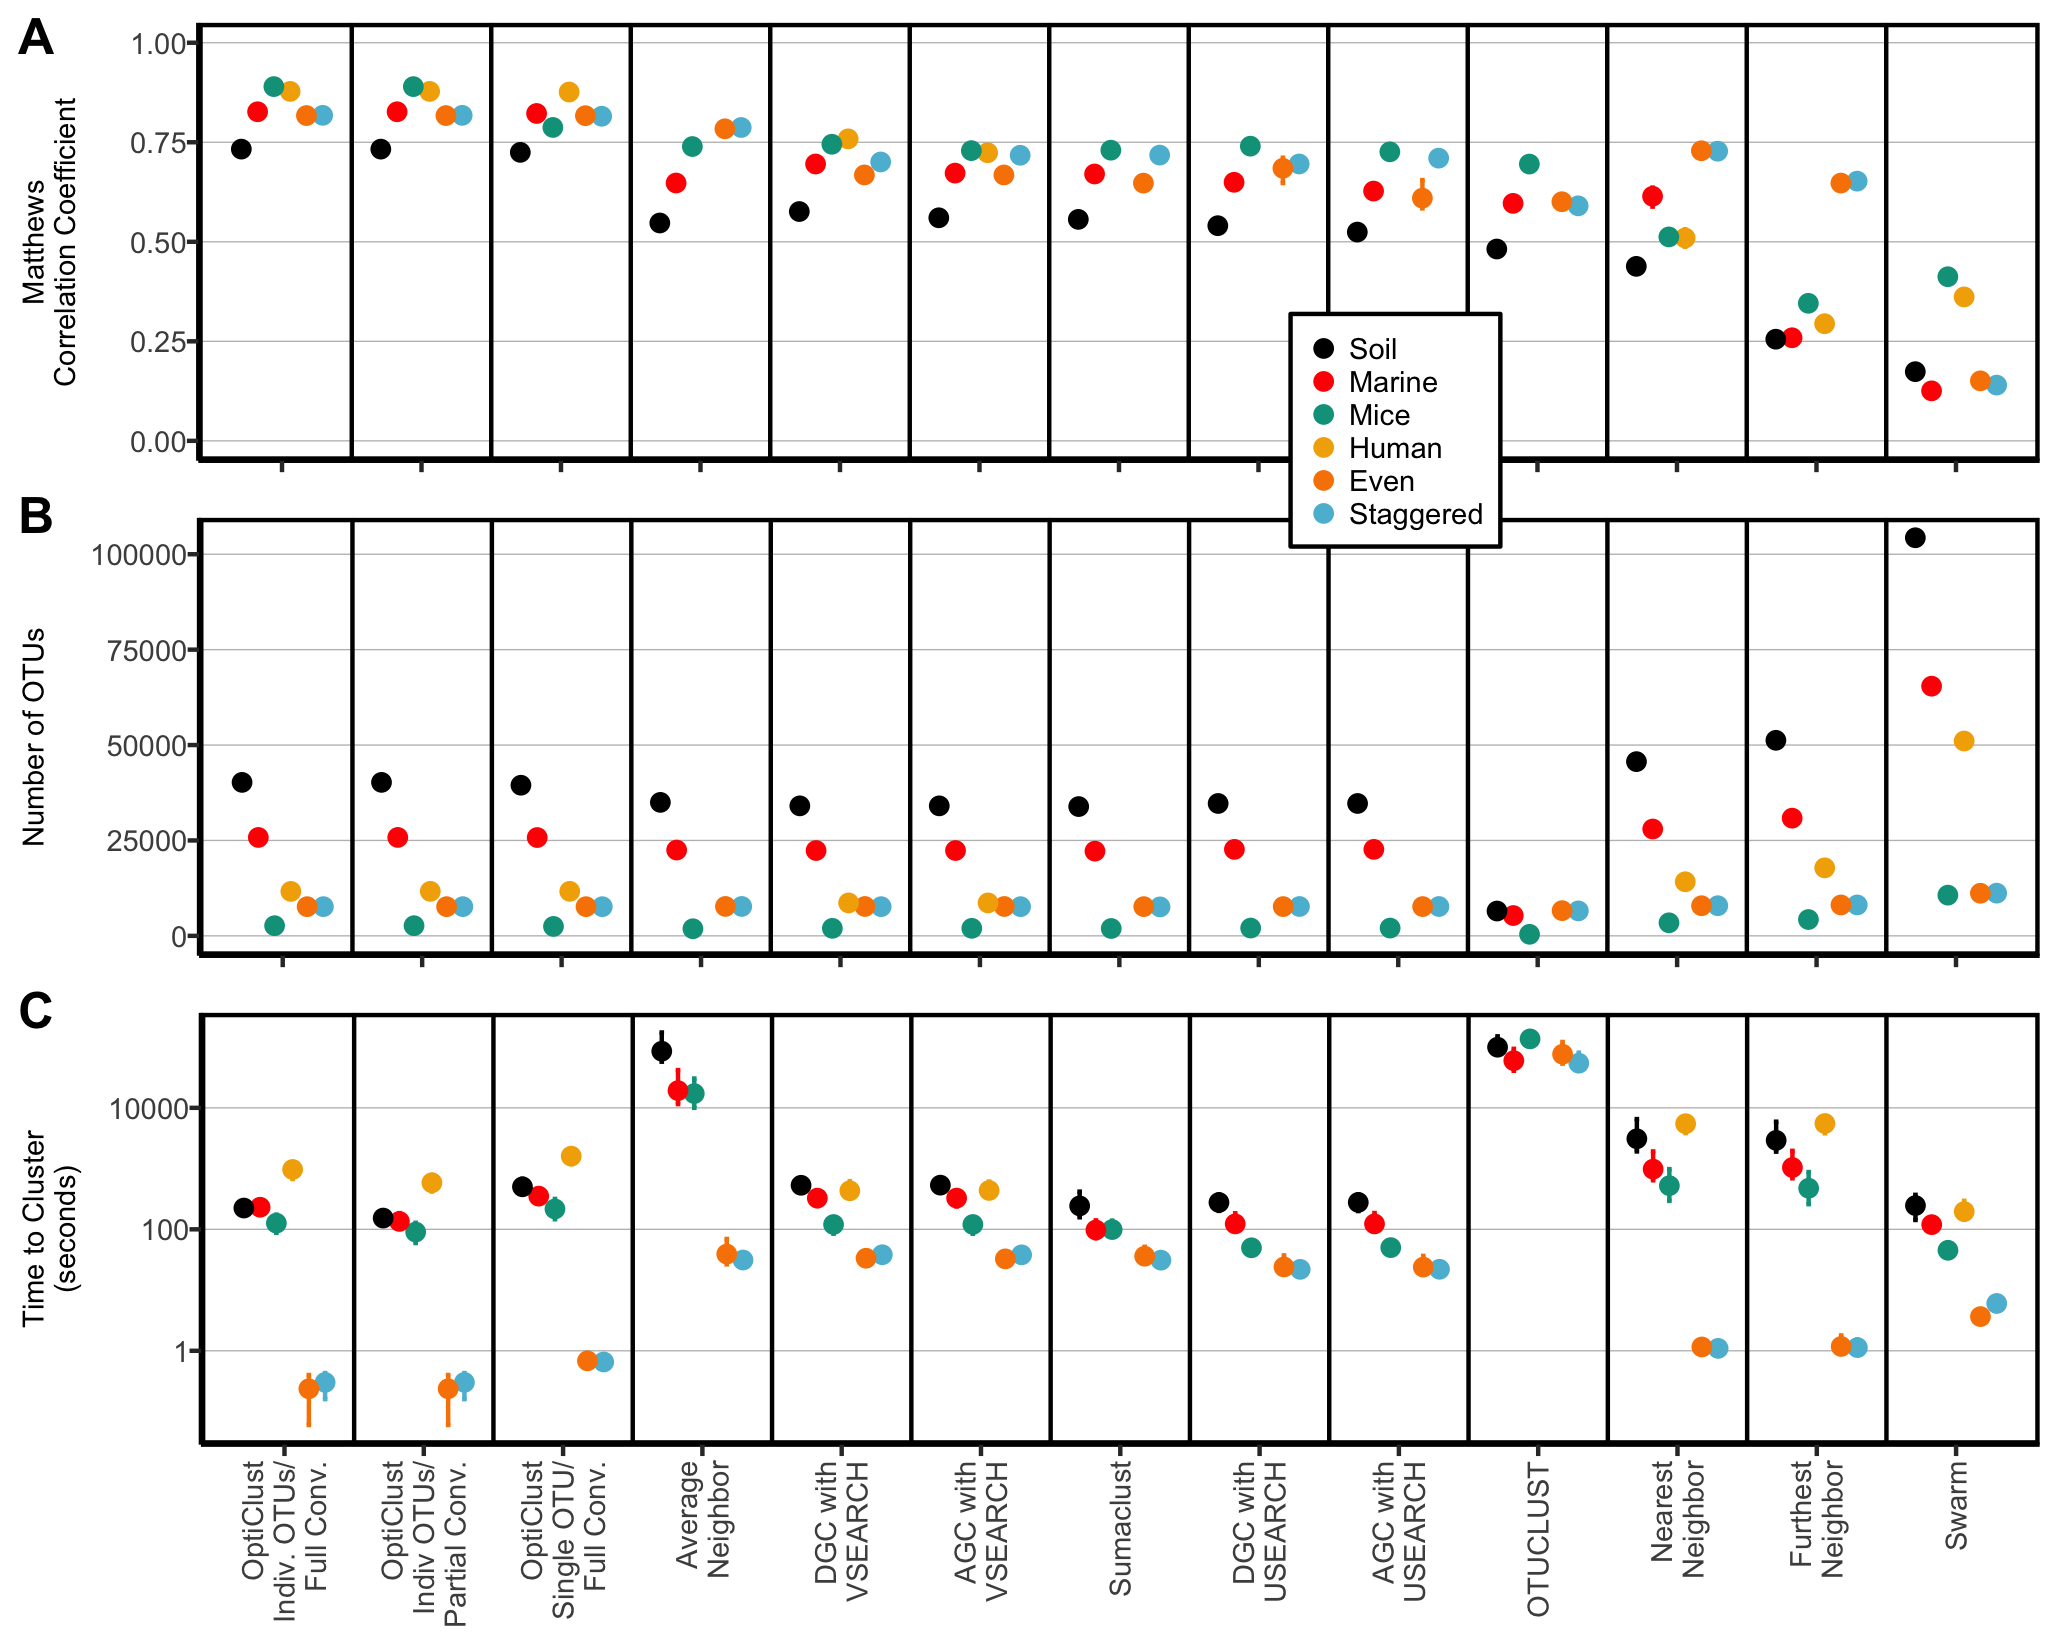 A
Matthews
Correlation Coefficient
1.00
0.75
0.50
0.25
0.00
Soil
Marine
Mice
Human
Even
Staggered
B
Number of OTUs
100000
75000
50000
25000
0
C
Time to Cluster
(seconds)
10000
100
1
OptiClust
Indiv. OTUs/
Full Conv.
OptiClust
Indiv OTUs/
Partial Conv.
OptiClust
Single OTU/
Full Conv.
Average
Neighbor
DGC with
VSEARCH
AGC with
VSEARCH
Sumaclust
DGC with
USEARCH
AGC with
USEARCH
OTUCLUST
Nearest
Neighbor
Furthest
Neighbor
Swarm